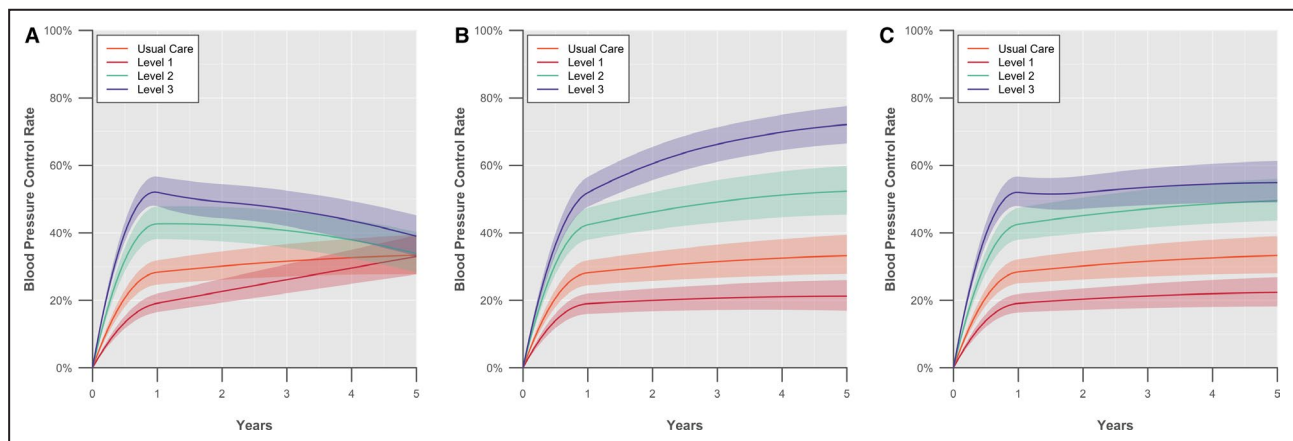 A
Blood Pressure Control Rate
100%
80%
60%
40%
20%
0%
Usual Care
Level 1
Level 2
Level 3
0 1 2 3 4 5
Years
B
Blood Pressure Control Rate
100%
80%
60%
40%
20%
0%
Usual Care
Level 1
Level 2
Level 3
0 1 2 3 4 5
Years
C
Blood Pressure Control Rate
100%
80%
60%
40%
20%
0%
Usual Care
Level 1
Level 2
Level 3
0 1 2 3 4 5
Years